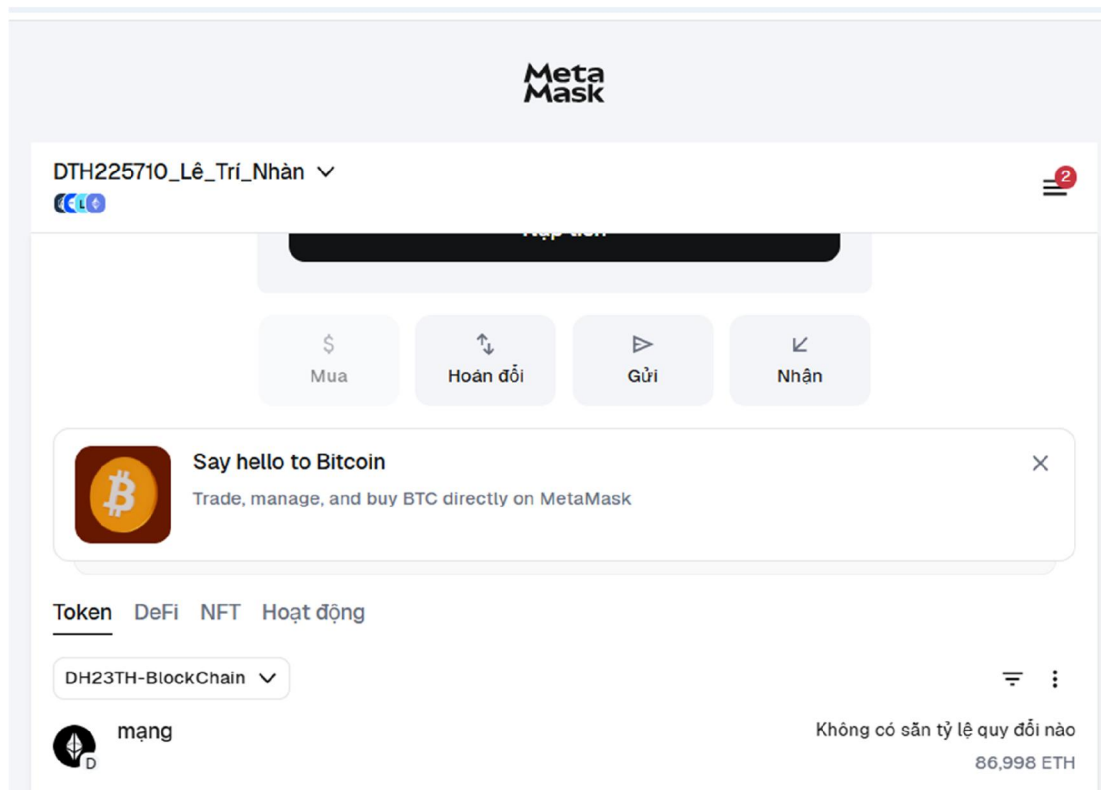 Meta
Mask
DTH225710_Lê_Trí_Nhàn
2
L
$
Mua
Hoán đổi
Gửi
Nhận
Say hello to Bitcoin
Trade, manage, and buy BTC directly on MetaMask
Token DeFi NFT Hoạt động
DH23TH-BlockChain
mạng
Không có sẵn tỷ lệ quy đổi nào
D
86,998 ETH